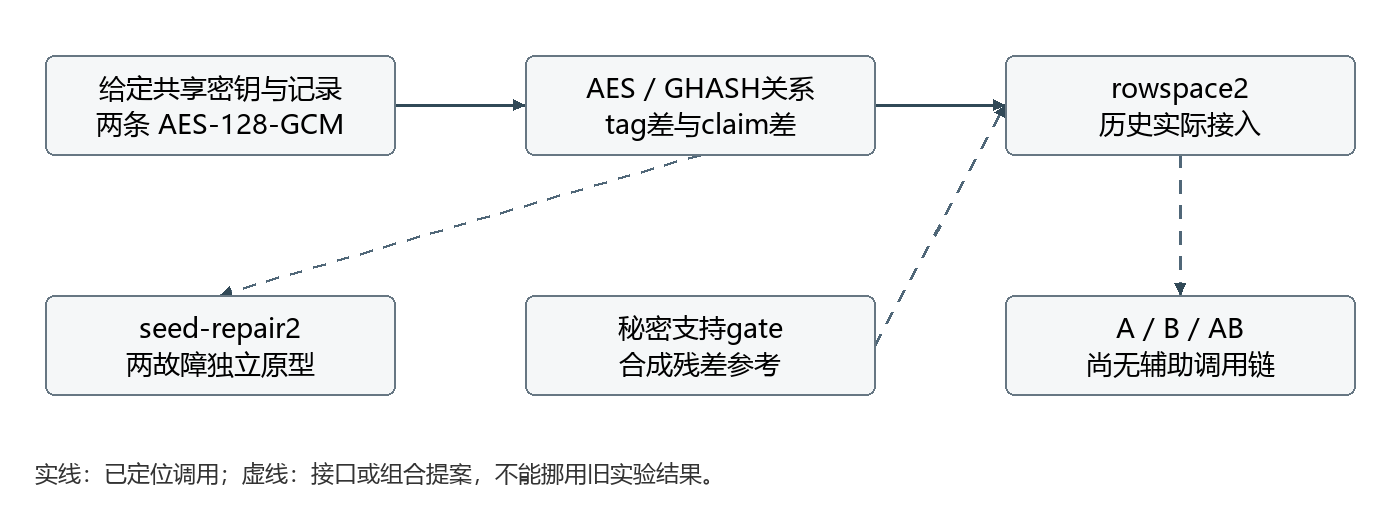 给定共享密钥与记录
两条 AES-128-GCM
AES / GHASH关系
tag差与claim差
rowspace2
历史实际接入
seed-repair2
两故障独立原型
秘密支持gate
合成残差参考
A / B / AB
尚无辅助调用链
实线：已定位调用；虚线：接口或组合提案，不能挪用旧实验结果。